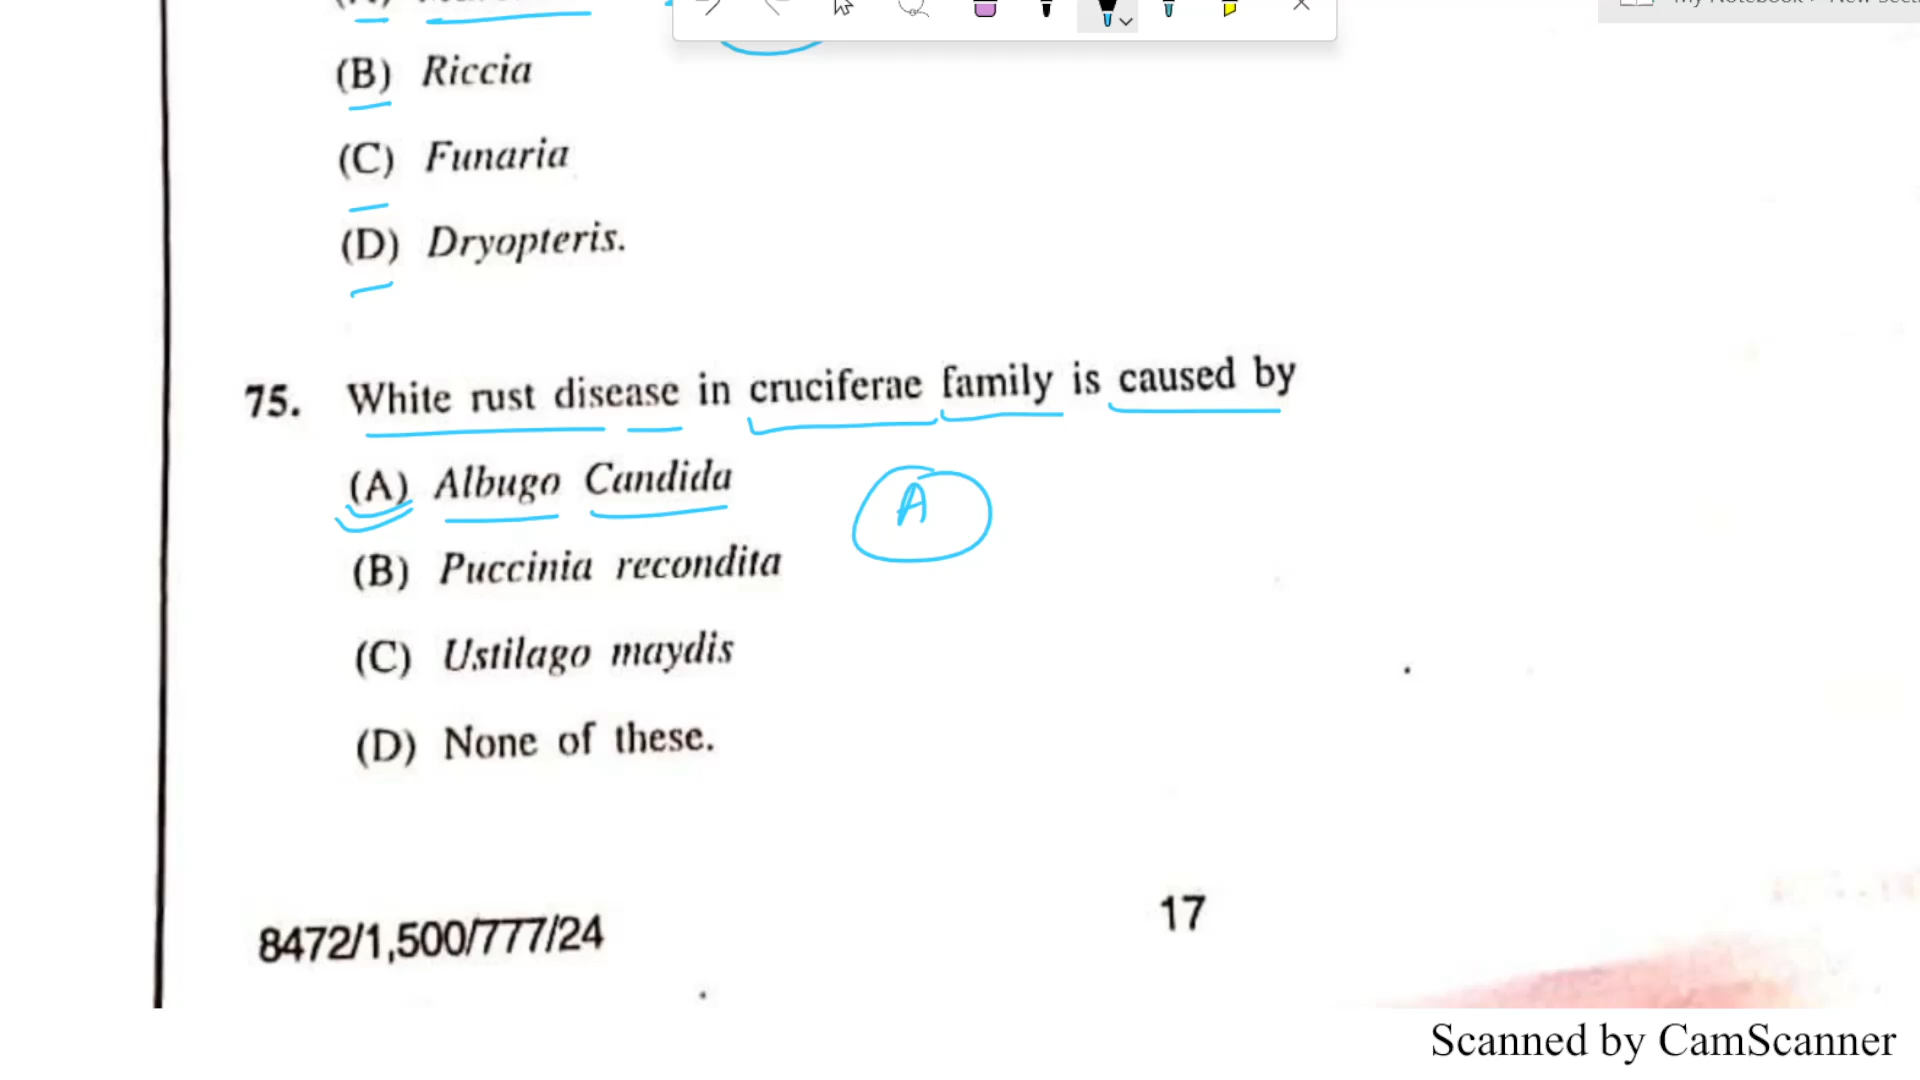 (B) Riccia
(C) Funaria
(D) Dryopteris.
75. White rust disease in cruciferae family is caused by
(A) Albugo Candida
A
(B) Puccinia recondita
(C) Ustilago maydis
(D) None of these.
8472/1,500/777/24
17
Scanned by CamScanner